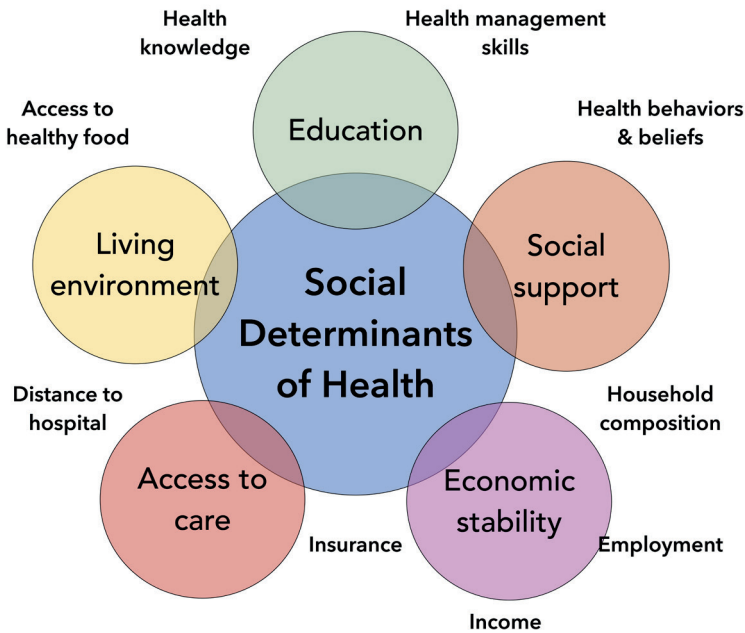 Health
knowledge
Health management
skills
Education
Access to
healthy food
Health behaviors
& beliefs
Living
environment
Social
support
Social
Determinants
of Health
Distance to
hospital
Household
composition
Access to
care
Economic
stability
Insurance
Employment
Income